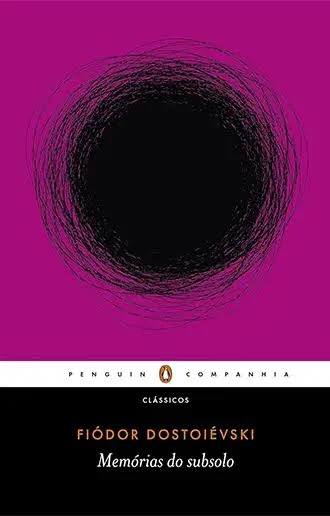 PENGUIN COMPANHIA
CLÁSSICOS
FIÓDOR DOSTOIÉVSKI
Memórias do subsolo